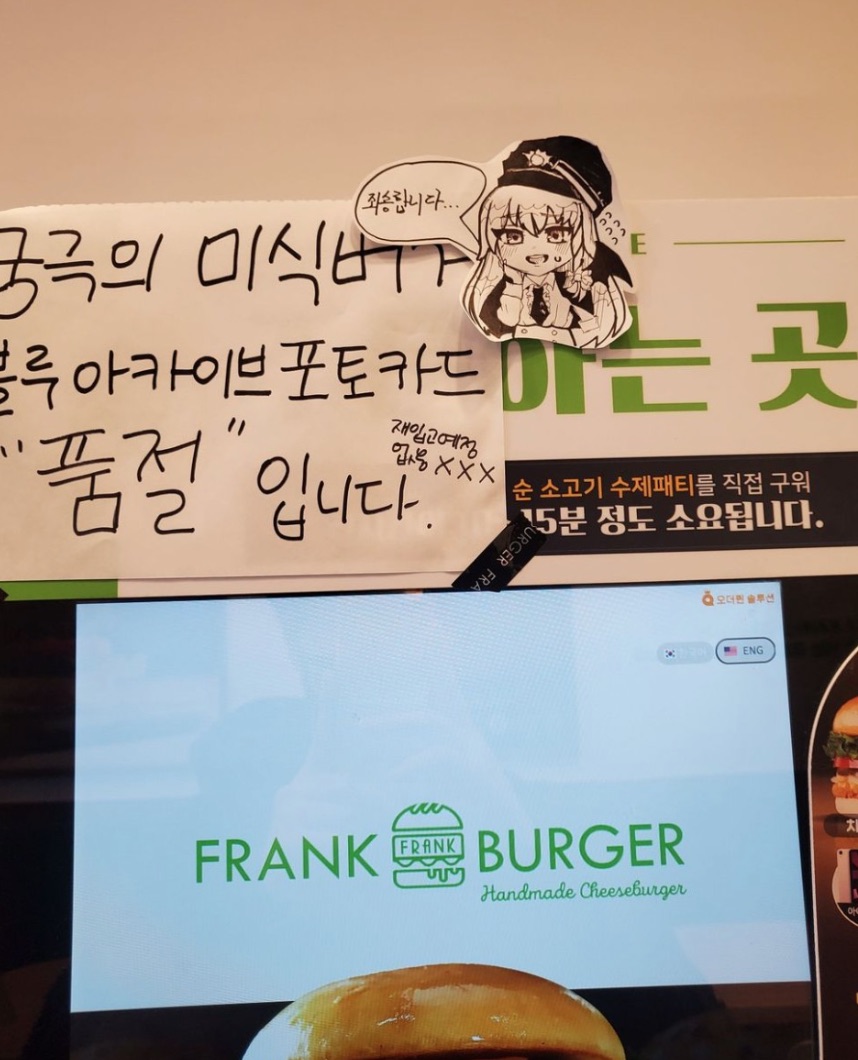 죄송합니다...
궁극의 미식버거
블루아카이브포토카드
"품절" 입니다.
재입고예정
없음 XXX
E
하는 곳
순 소고기 수제패티를 직접 구워
15분 정도 소요됩니다.
BURGER FRA
오더퀸 솔루션
ENG
FRANK FRANK BURGER
Handmade Cheeseburger